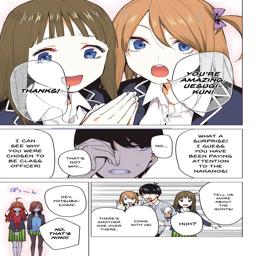 YOU'RE
AMAZING,
UESUGI-
KUN!
THANKS!
WHAT A
SURPRISE!
I GUESS
YOU HAVE
BEEN PAYING
ATTENTION
TO THE
NAKANOS!
NO...
THAT'S
NOT
WHY...
I CAN
SEE WHY
YOU WERE
CHOSEN TO
BE CLASS
OFFICER!
TELL US
MORE
ABOUT
THE
QUINTS!
HUH?
COME WITH
US!
THERE'S
ANOTHER
ONE OVER
THERE!
HEY,
YOTSUBA-
CHAN!
NO,
THAT'S
NINO!